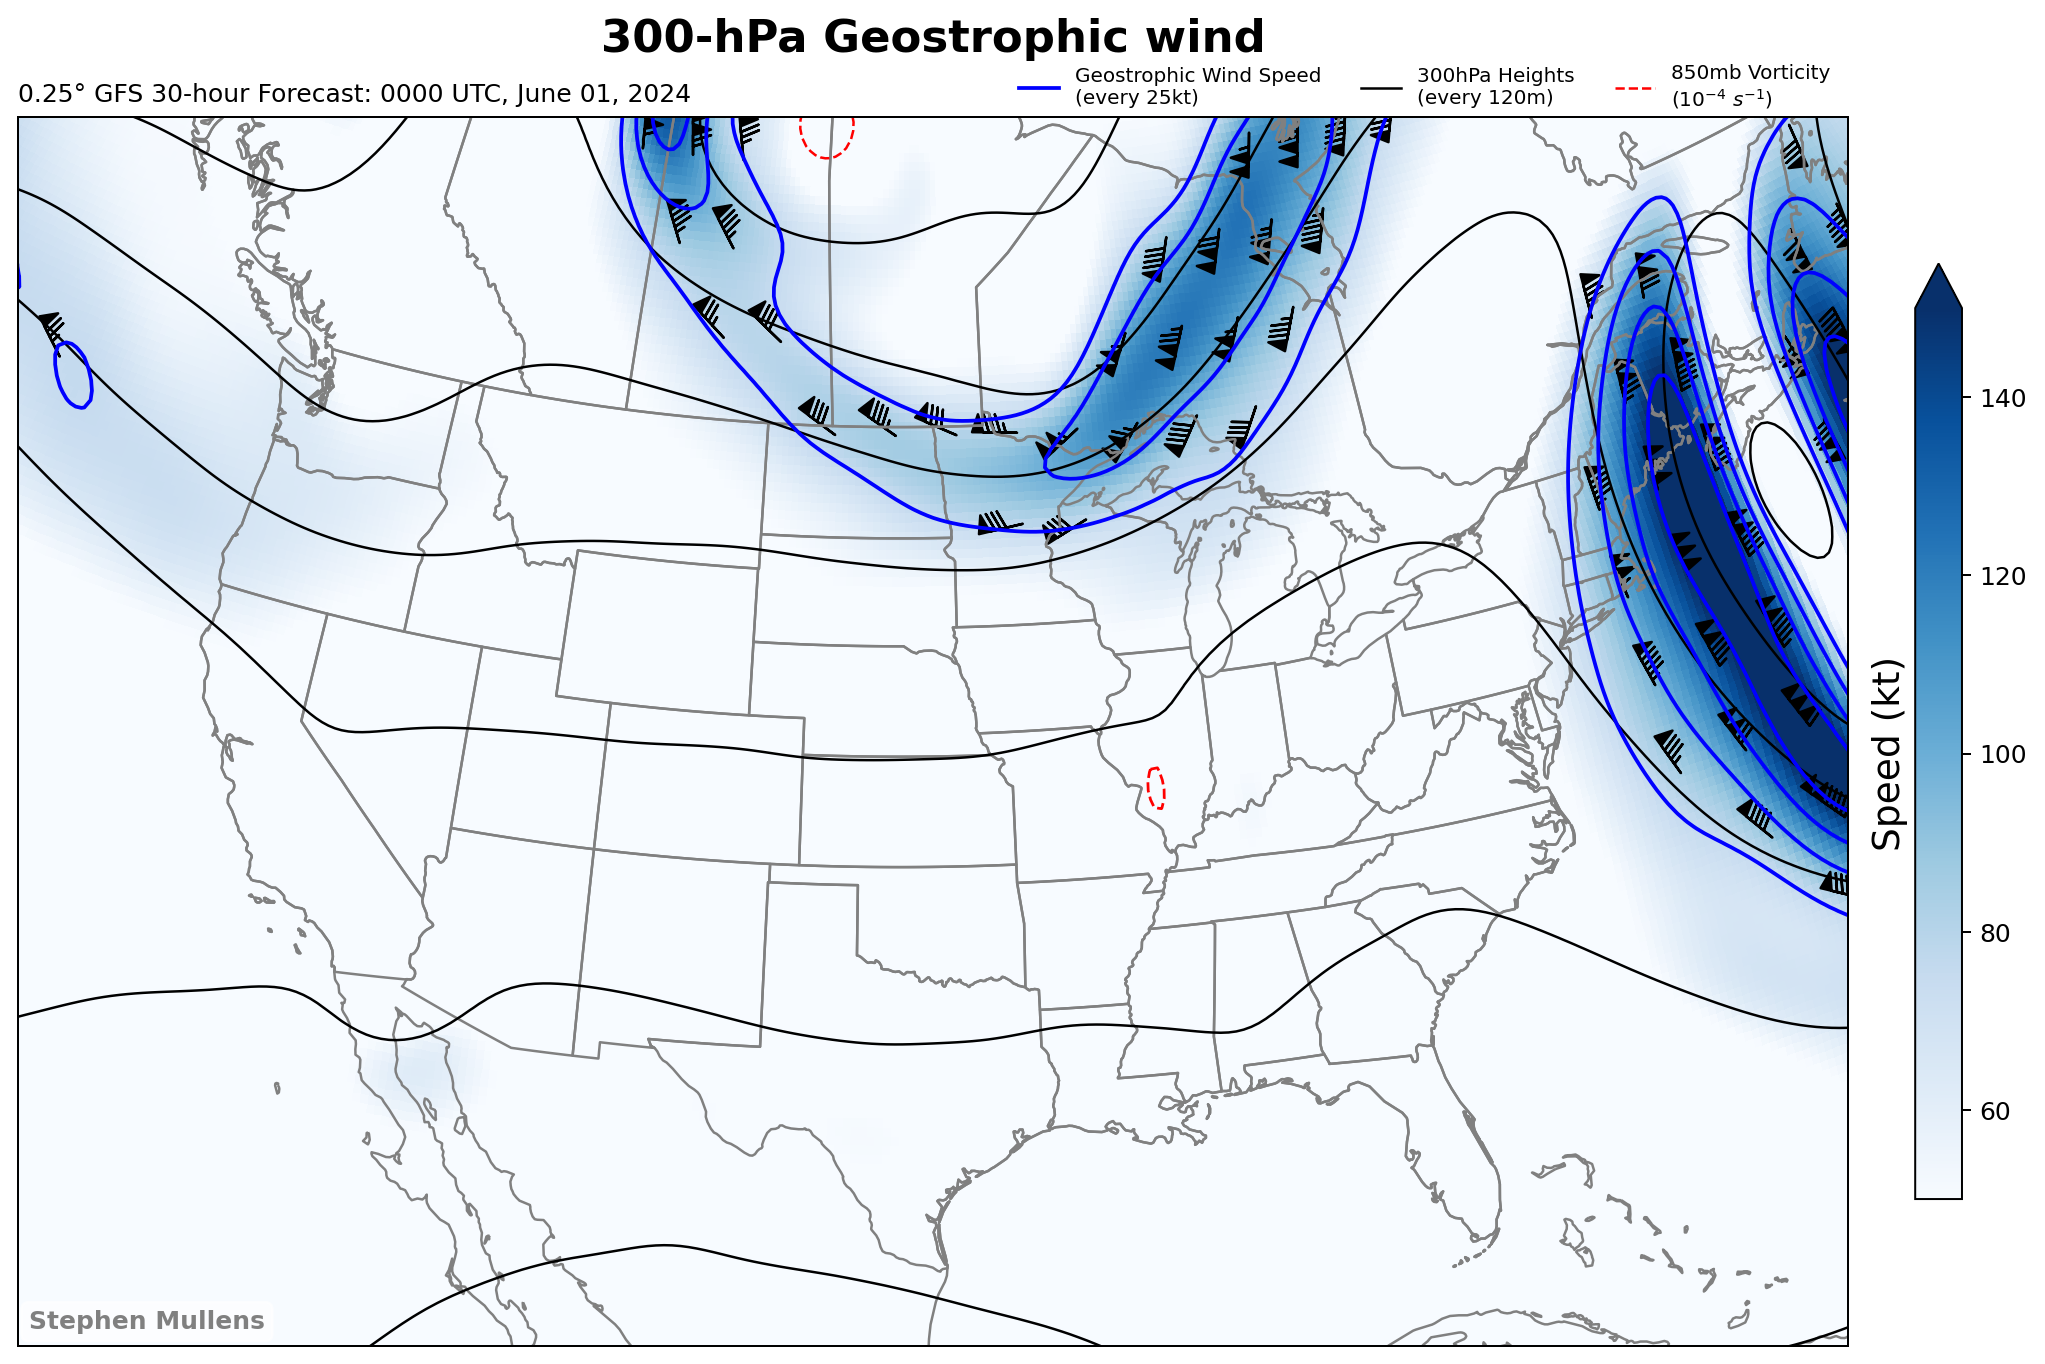 300-hPa Geostrophic wind
0.25° GFS 30-hour Forecast: 0000 UTC, June 01, 2024
Geostrophic Wind Speed
(every 25kt)
300hPa Heights
(every 120m)
850mb Vorticity
(10⁻⁴ s⁻¹)
140
120
100
80
60
Speed (kt)
Stephen Mullens